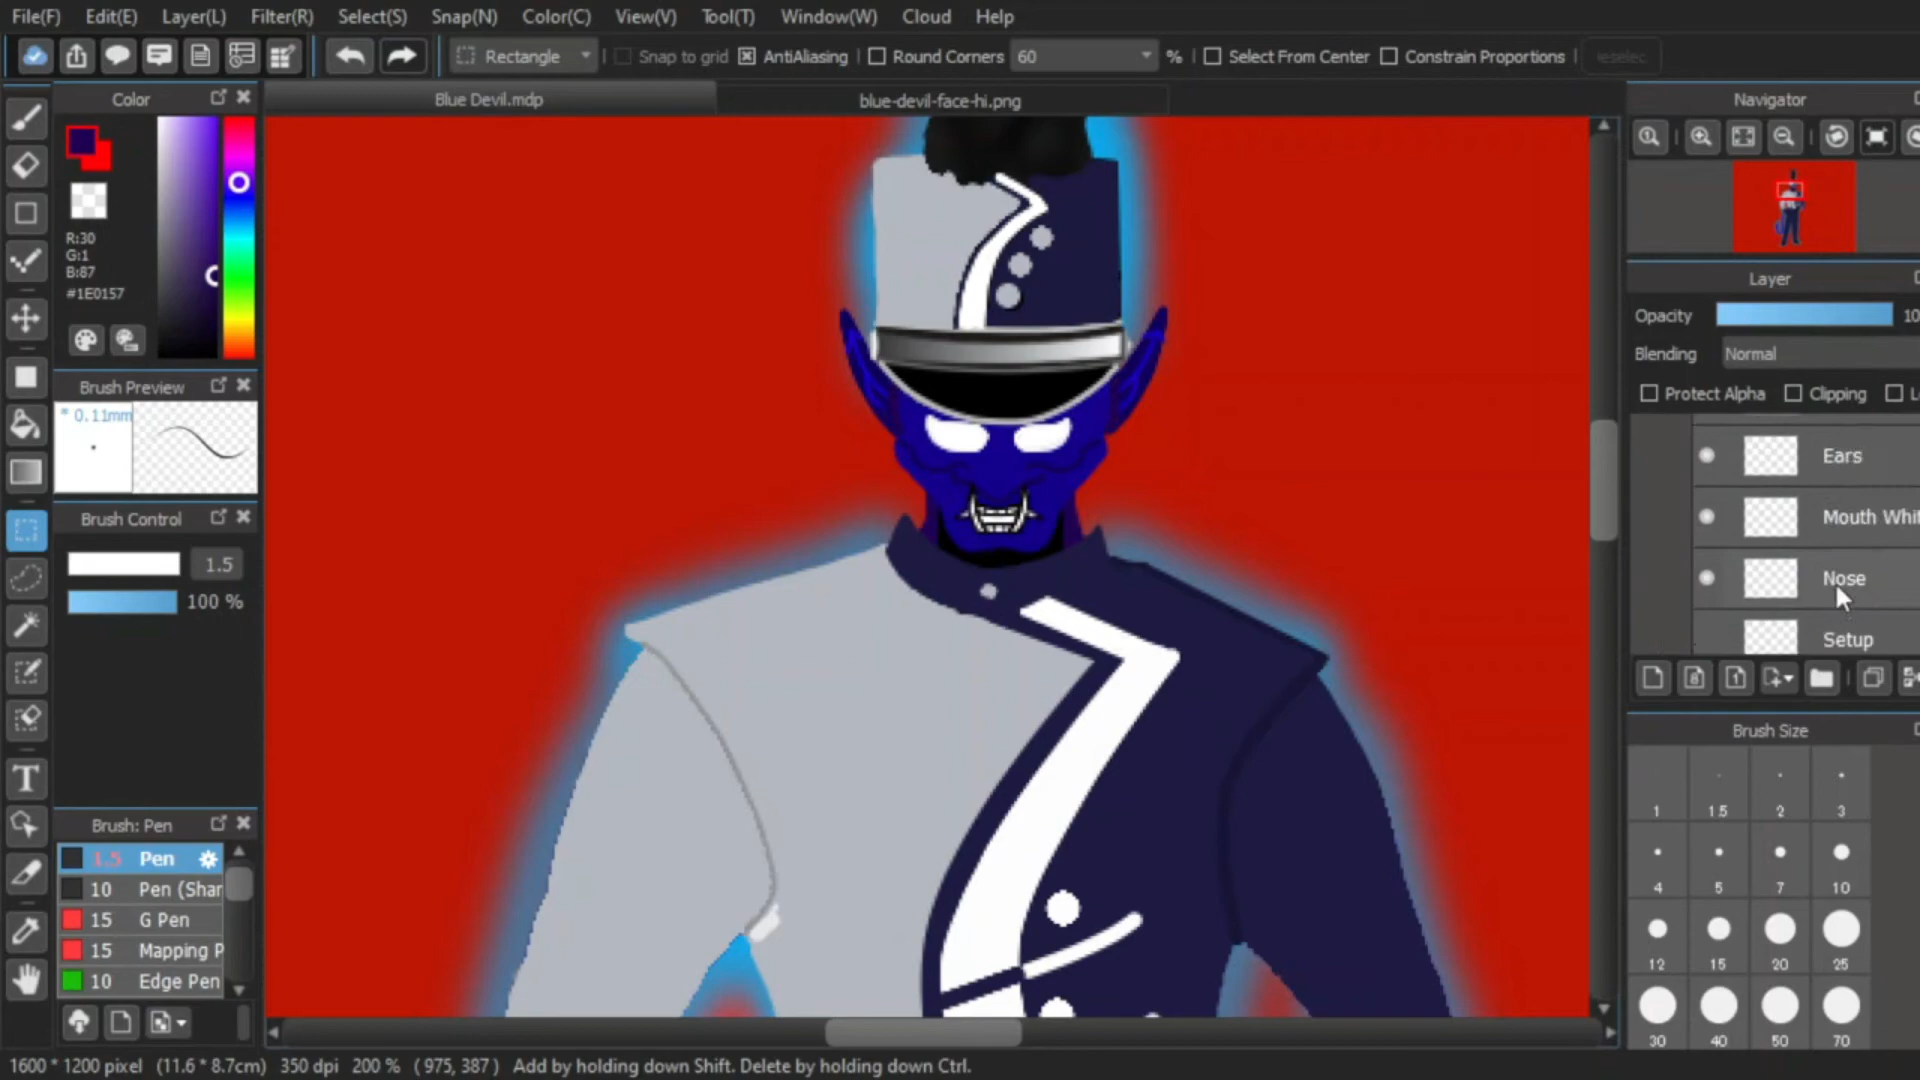 File(F) Edit(E) Layer(L) Filter(R) Select(S) Snap(N) Color(C) View(V) Tool(T) Window(W) Cloud Help
Rectangle Snap to grid AntiAliasing Round Corners 60 % Select From Center Constrain Proportions
Color
R:30
G:1
B:87
#1E0157
Brush Preview
* 0.11mm
Brush Control
1.5
100 %
Brush: Pen
1.5 Pen
10 Pen (Shar
15 G Pen
15 Mapping P
10 Edge Pen
Blue Devil.mdp
blue-devil-face-hi.png
Navigator
Layer
Opacity 10
Blending Normal
Protect Alpha Clipping L
Ears
Mouth Whi
Nose
Setup
Brush Size
1 1.5 2 3
4 5 7 10
12 15 20 25
30 40 50 70
1600 * 1200 pixel (11.6 * 8.7cm) 350 dpi 200 % ( 975, 387 ) Add by holding down Shift. Delete by holding down Ctrl.